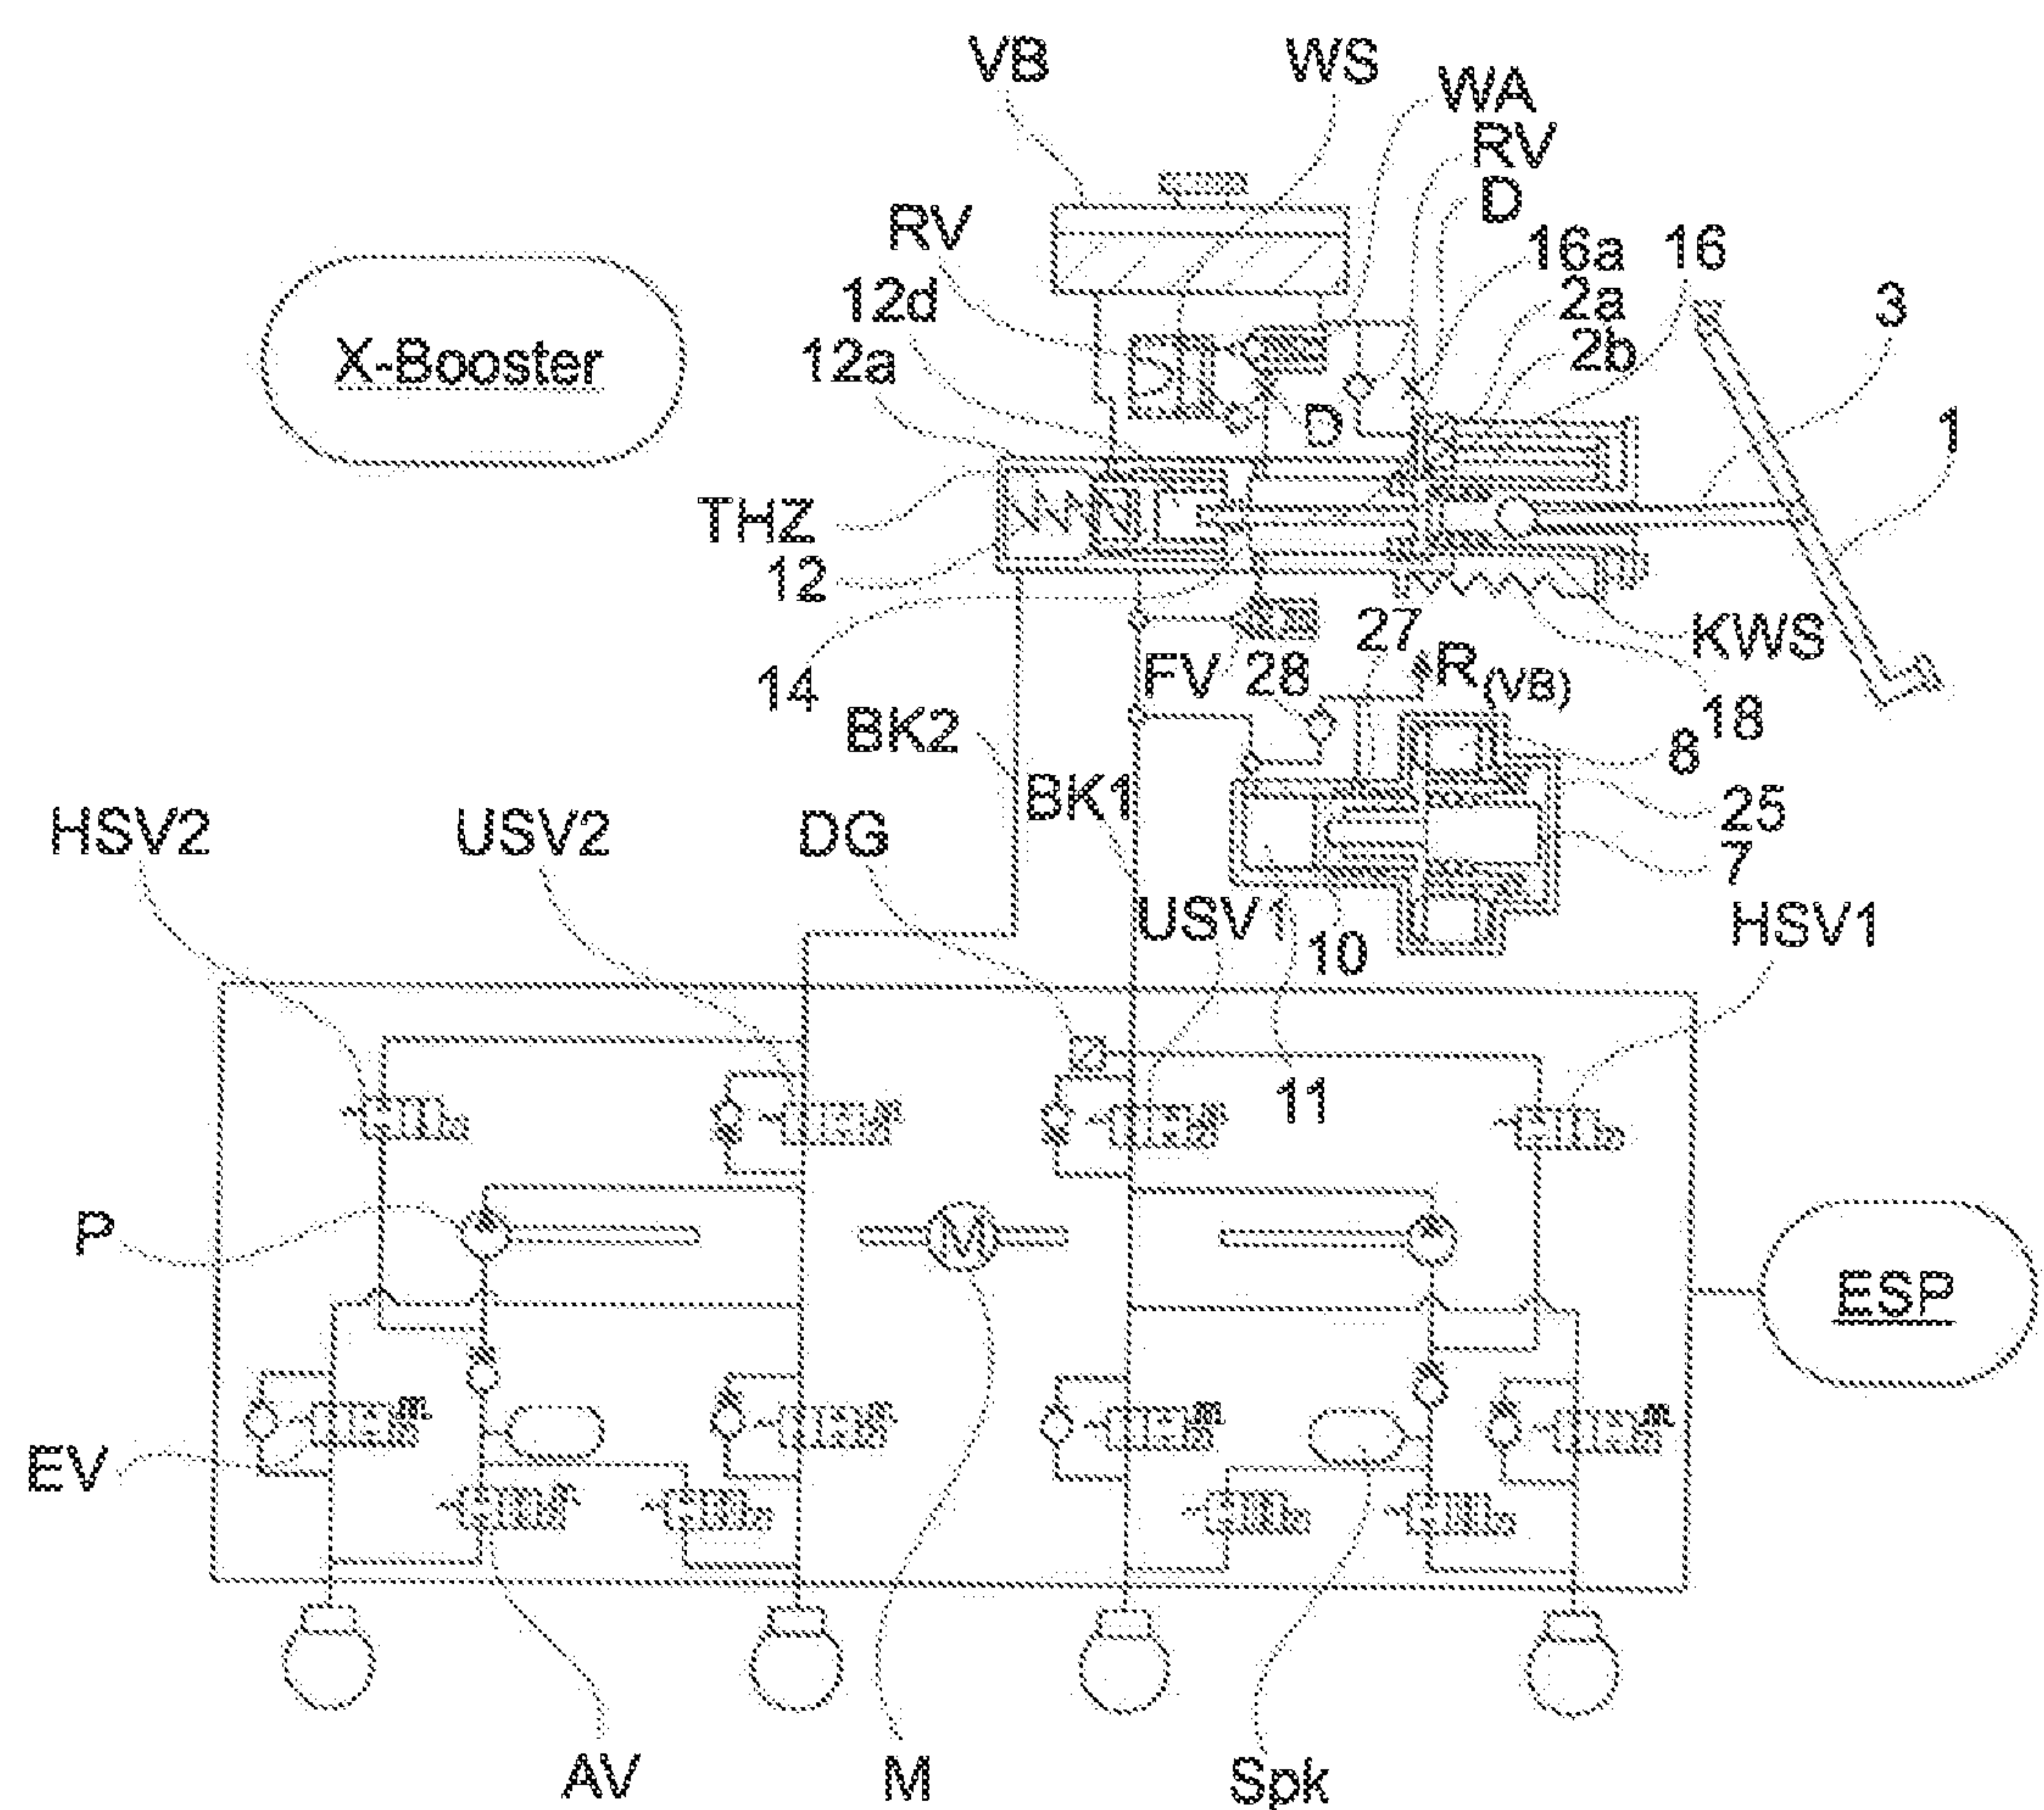 VB
WS
WA
RV
D
RV
16a
16
12d
2a
3
X-Booster
12a
2b
1
D
THZ
12
27
KWS
14
FV
28
R(VB)
BK2
18
8
BK1
25
HSV2
USV2
DG
7
USV1
10
HSV1
11
P
M
ESP
EV
AV
M
Spk